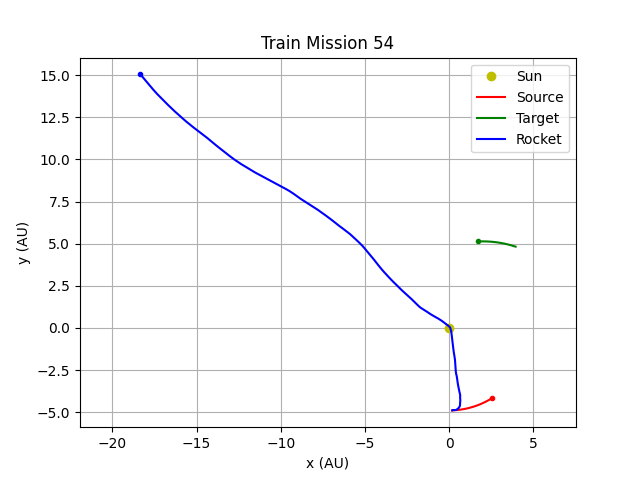 Train Mission 54
Sun
Source
Target
Rocket
15.0
12.5
10.0
7.5
5.0
2.5
0.0
−2.5
−5.0
y (AU)
−20 −15 −10 −5 0 5
x (AU)